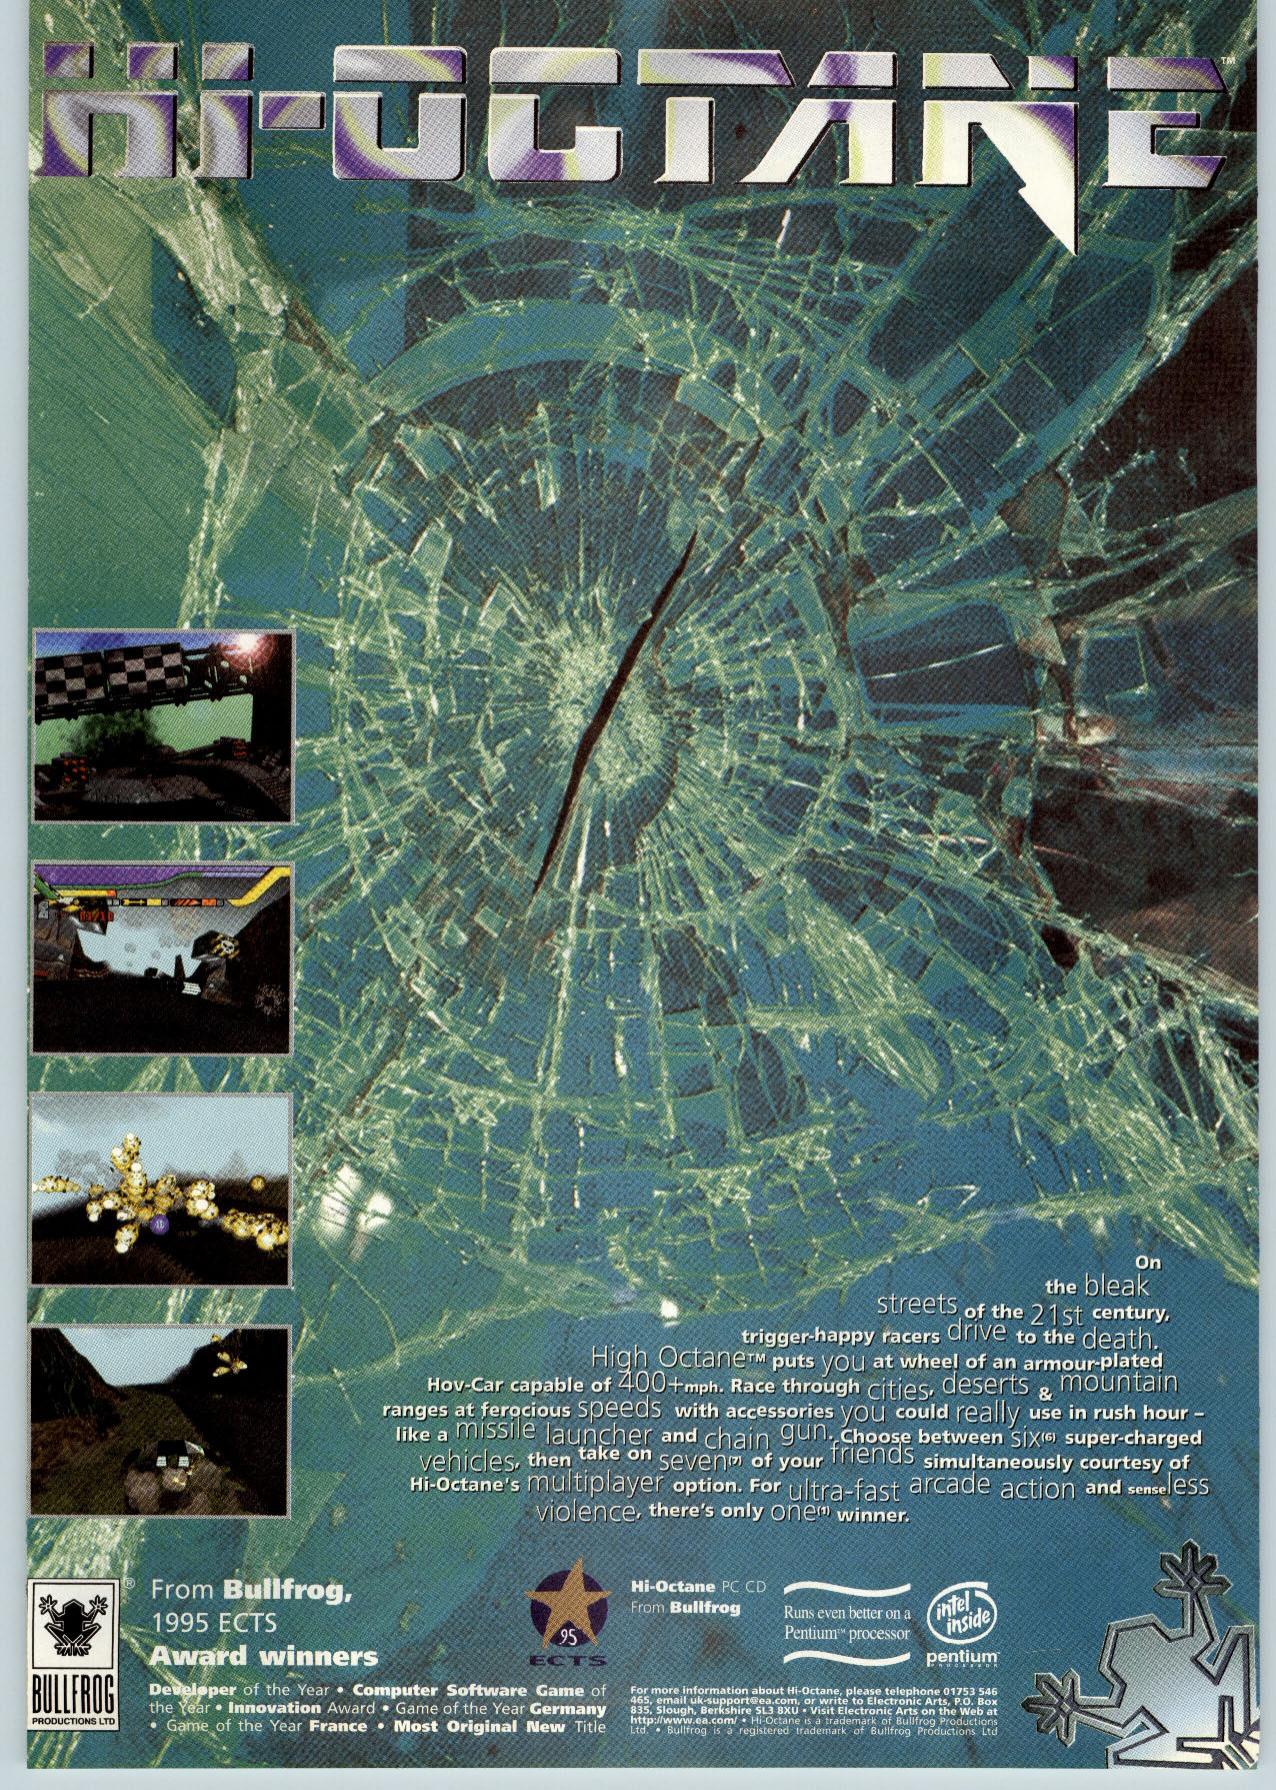 Hi-OCTANE™
On
the bleak
streets of the 21st century,
trigger-happy racers drive to the death.
High Octane™ puts you at wheel of an armour-plated
Hov-Car capable of 400+mph. Race through cities, deserts & mountain
ranges at ferocious speeds with accessories you could really use in rush hour –
like a missile launcher and chain gun. Choose between six(6) super-charged
vehicles, then take on seven(7) of your friends simultaneously courtesy of
Hi-Octane's multiplayer option. For ultra-fast arcade action and senseless
violence, there's only one(1) winner.
BULLFROG
PRODUCTIONS LTD
®
From Bullfrog,
1995 ECTS
Award winners
Developer of the Year • Computer Software Game of
the Year • Innovation Award • Game of the Year Germany
• Game of the Year France • Most Original New Title
95
ECTS
Hi-Octane PC CD
From Bullfrog
Runs even better on a
Pentium™ processor
intel
inside
pentium™
PROCESSOR
For more information about Hi-Octane, please telephone 01753 546
465, email uk-support@ea.com, or write to Electronic Arts, P.O. Box
835, Slough, Berkshire SL3 8XU • Visit Electronic Arts on the Web at
http://www.ea.com/ • Hi-Octane is a trademark of Bullfrog Productions
Ltd. • Bullfrog is a registered trademark of Bullfrog Productions Ltd